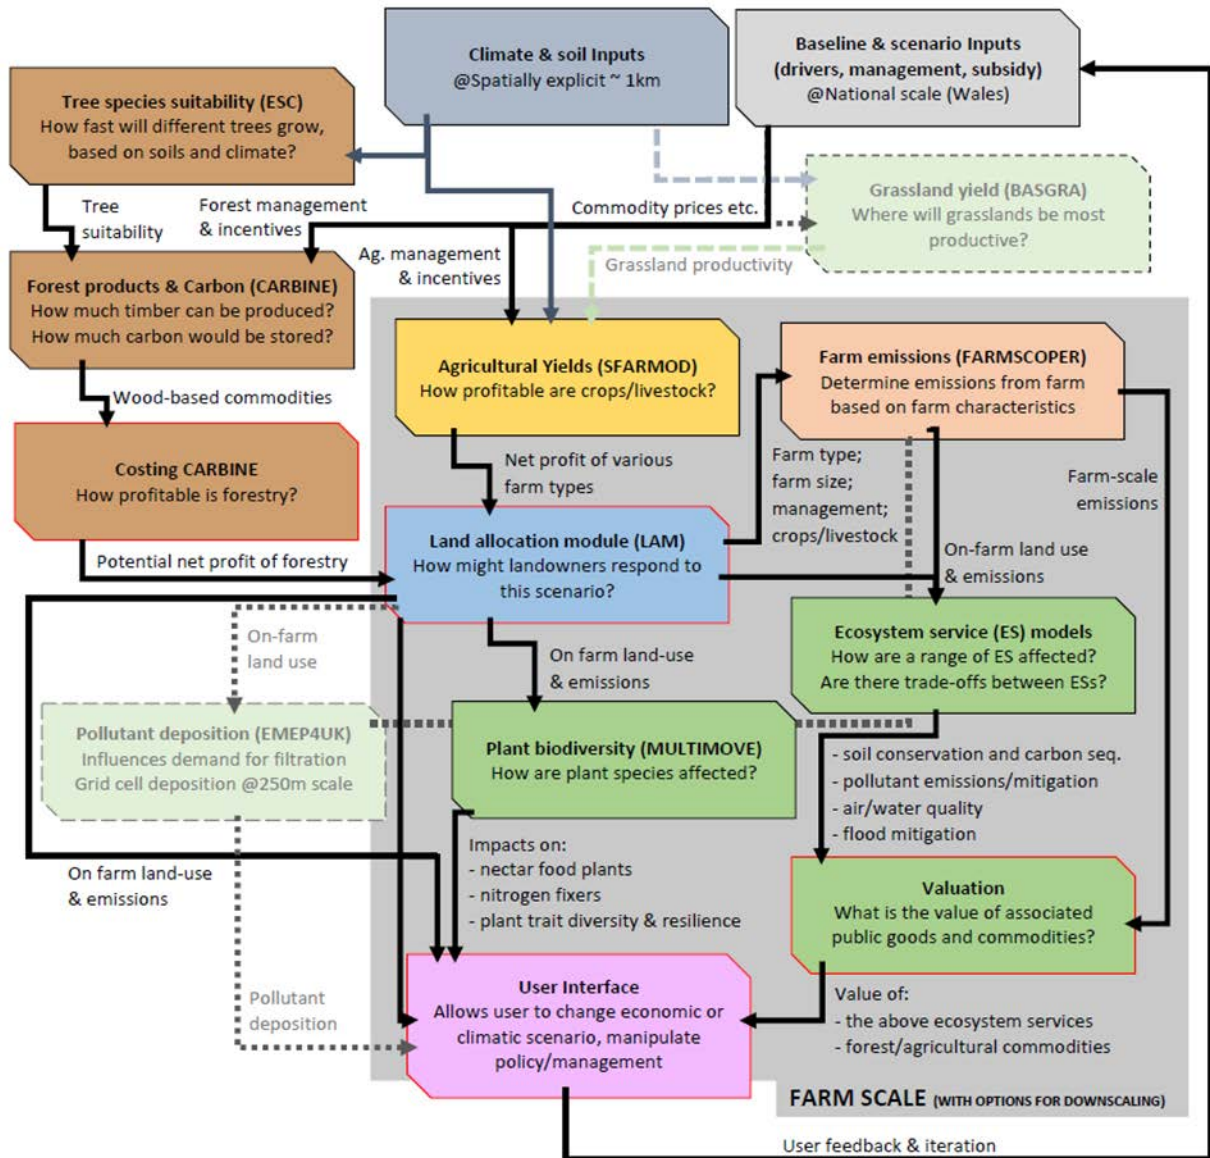 Climate & soil Inputs
@Spatially explicit ~ 1km
Baseline & scenario Inputs
(drivers, management, subsidy)
@National scale (Wales)
Tree species suitability (ESC)
How fast will different trees grow,
based on soils and climate?
Grassland yield (BASGRA)
Where will grasslands be most
productive?
Tree
suitability
Forest management
& incentives
Commodity prices etc.
Ag. management
& incentives
Grassland productivity
Forest products & Carbon (CARBINE)
How much timber can be produced?
How much carbon would be stored?
Agricultural Yields (SFARMOD)
How profitable are crops/livestock?
Farm emissions (FARMSCOPER)
Determine emissions from farm
based on farm characteristics
Wood-based commodities
Costing CARBINE
How profitable is forestry?
Net profit of various
farm types
Farm type;
farm size;
management;
crops/livestock
Farm-scale
emissions
Potential net profit of forestry
Land allocation module (LAM)
How might landowners respond to
this scenario?
On-farm land use
& emissions
On-farm
land use
On farm land-use
& emissions
Ecosystem service (ES) models
How are a range of ES affected?
Are there trade-offs between ESs?
Pollutant deposition (EMEP4UK)
Influences demand for filtration
Grid cell deposition @250m scale
Plant biodiversity (MULTIMOVE)
How are plant species affected?
- soil conservation and carbon seq.
- pollutant emissions/mitigation
- air/water quality
- flood mitigation
On farm land-use
& emissions
Impacts on:
- nectar food plants
- nitrogen fixers
- plant trait diversity & resilience
Valuation
What is the value of associated
public goods and commodities?
Pollutant
deposition
User Interface
Allows user to change economic or
climatic scenario, manipulate
policy/management
Value of:
- the above ecosystem services
- forest/agricultural commodities
FARM SCALE (WITH OPTIONS FOR DOWNSCALING)
User feedback & iteration